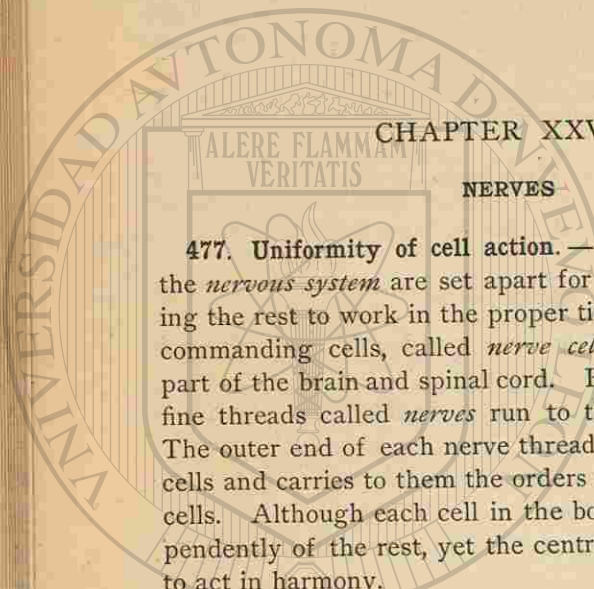 UNIVERSIDAD AUTONOMA DE NUEVO
ALERE FLAMMAM
VERITATIS
CHAPTER XXV
NERVES
477. Uniformity of cell action. —
the nervous system are set apart for
ing the rest to work in the proper ti
commanding cells, called nerve cel
part of the brain and spinal cord.
fine threads called nerves run to t
The outer end of each nerve thread
cells and carries to them the orders
cells. Although each cell in the bo
pendently of the rest, yet the centr
to act in harmony.